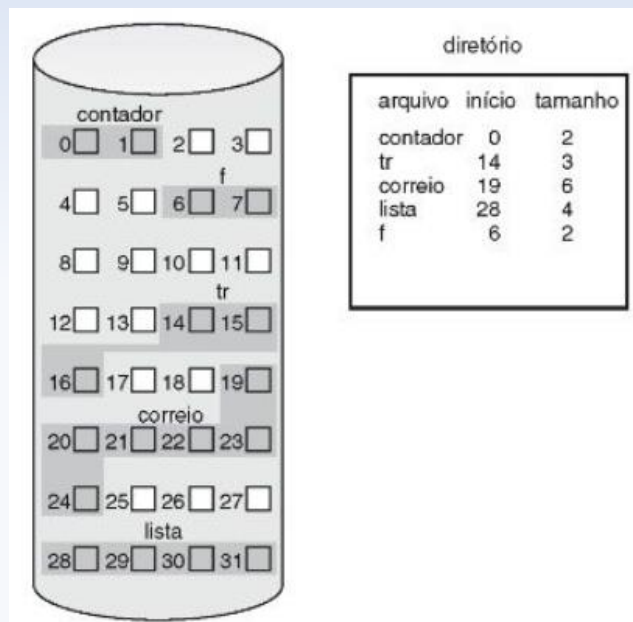 diretório
arquivo início tamanho
contador 0 2
tr 14 3
correio 19 6
lista 28 4
f 6 2
contador
0 1 2 3
f
4 5 6 7
8 9 10 11
tr
12 13 14 15
16 17 18 19
correio
20 21 22 23
24 25 26 27
lista
28 29 30 31